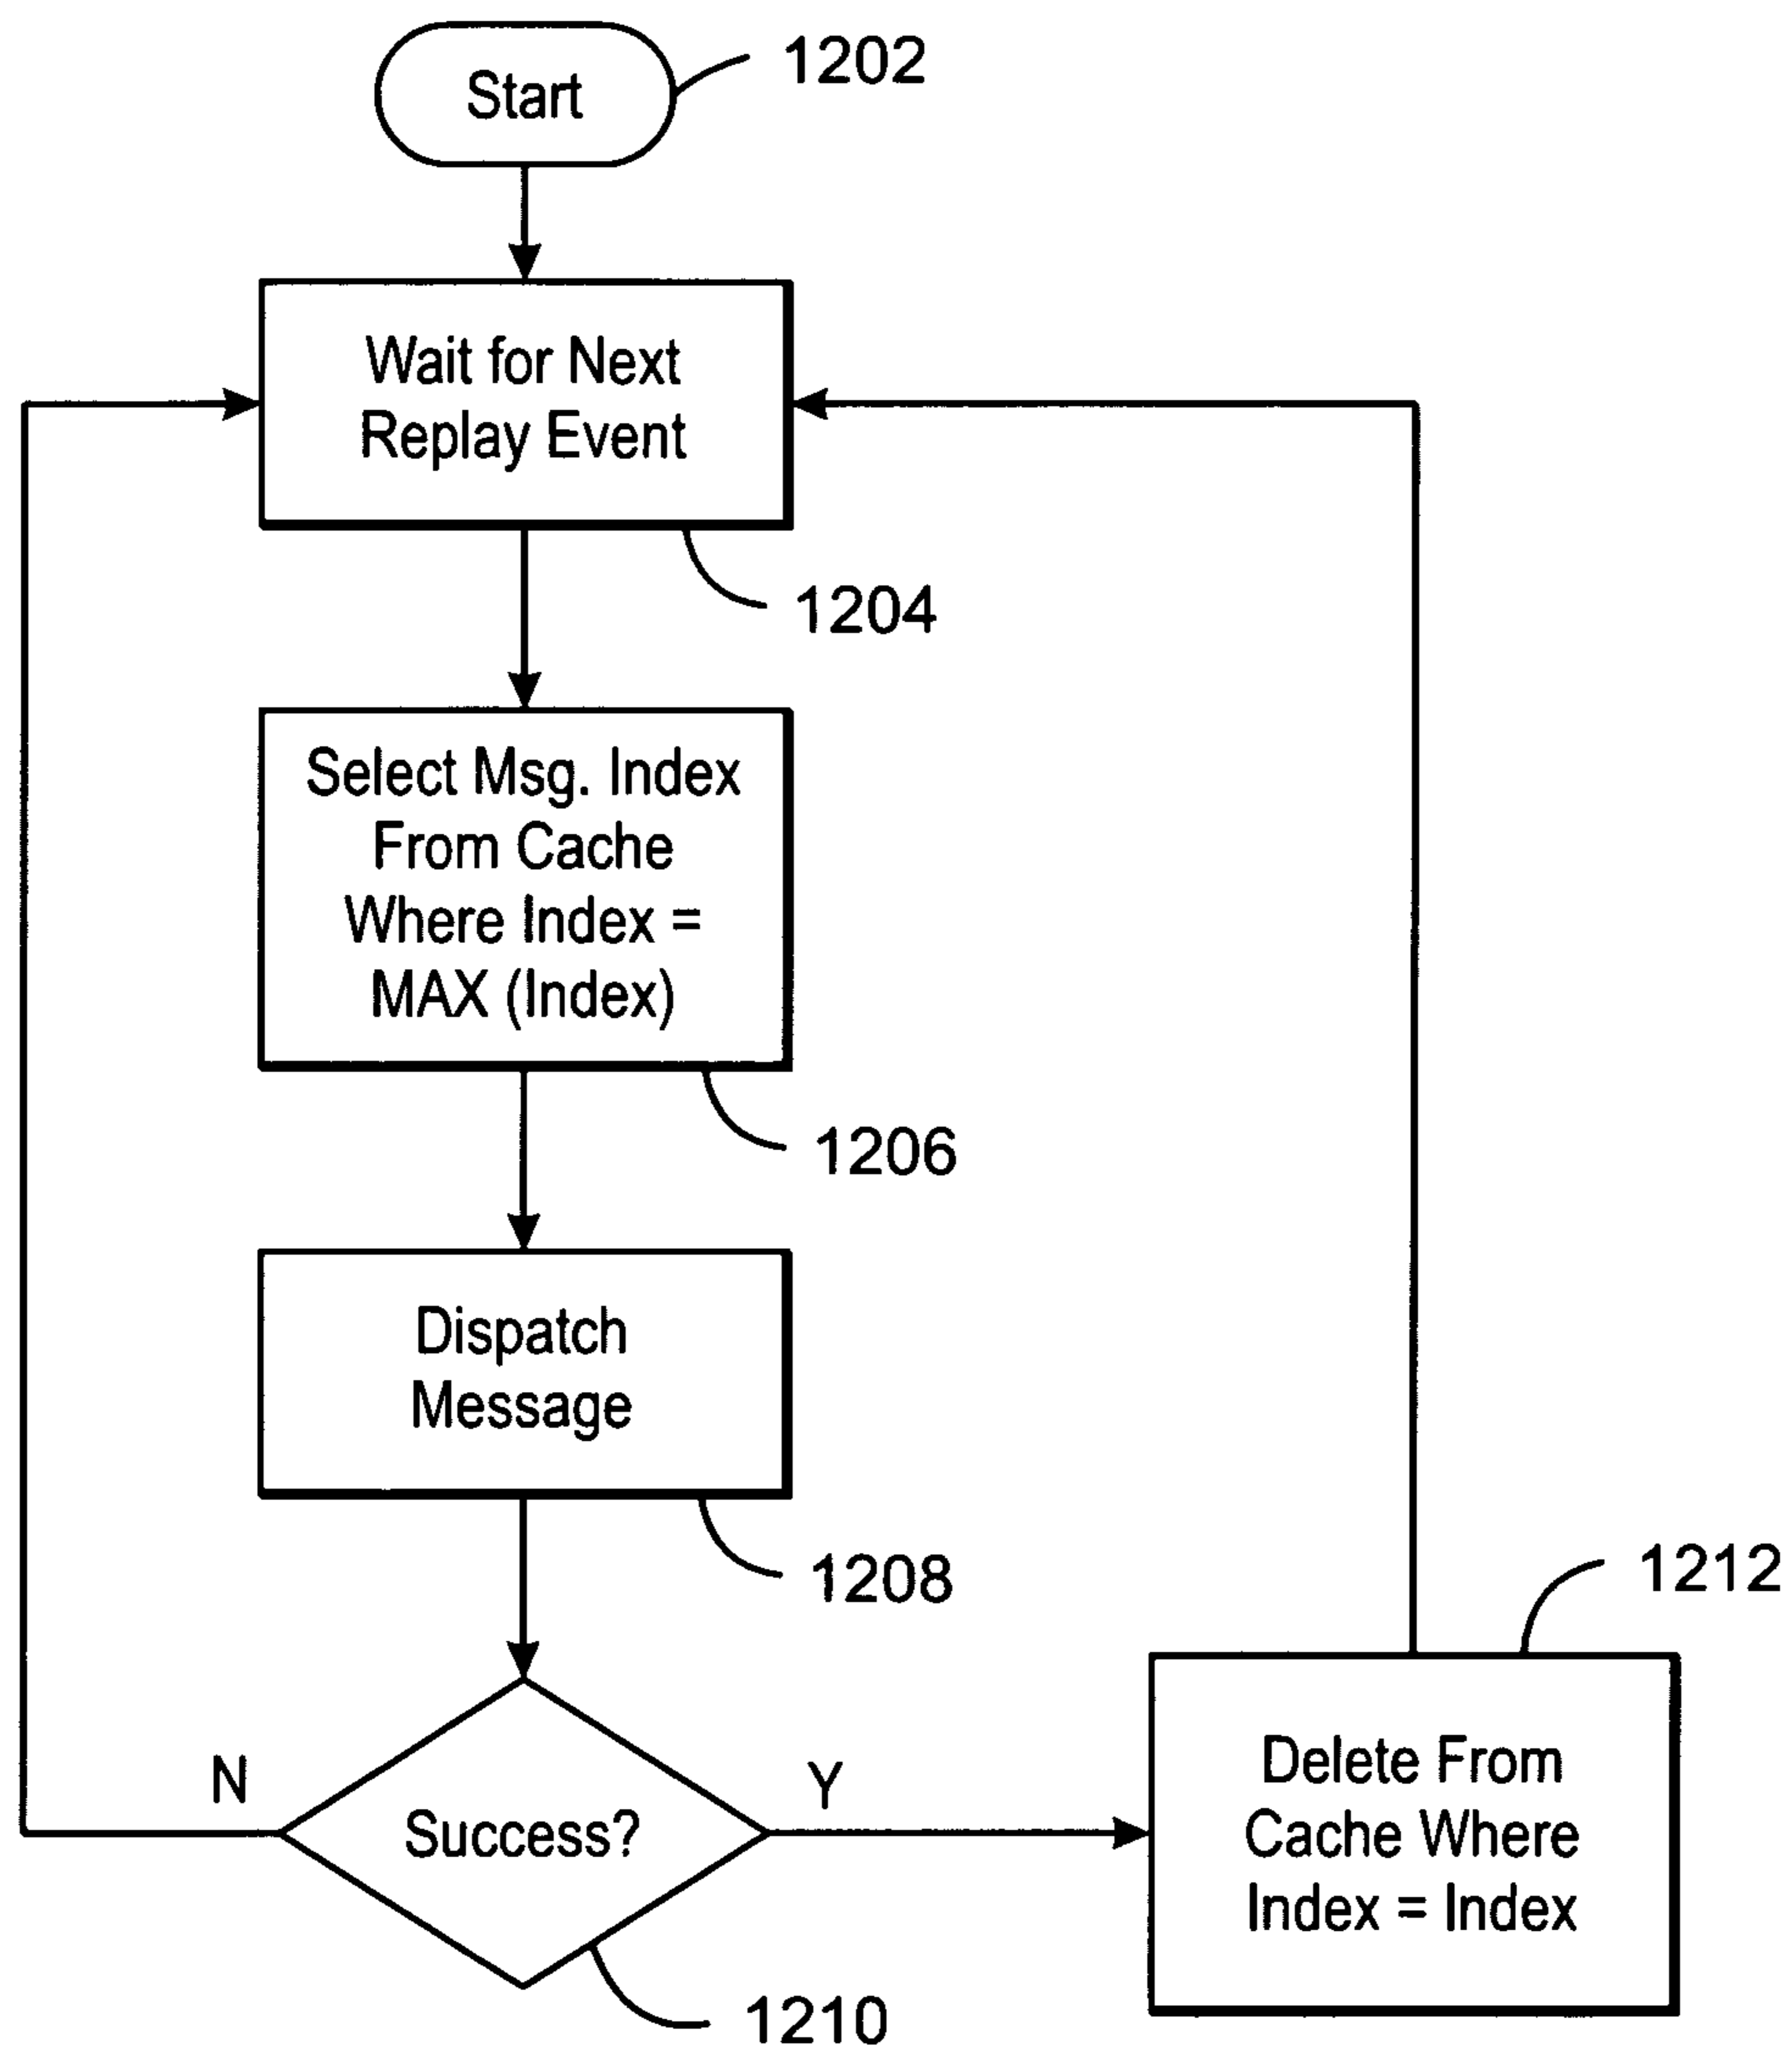 Start
1202
Wait for Next
Replay Event
1204
Select Msg. Index
From Cache
Where Index =
MAX (Index)
1206
Dispatch
Message
1208
1212
N
Success?
Y
Delete From
Cache Where
Index = Index
1210